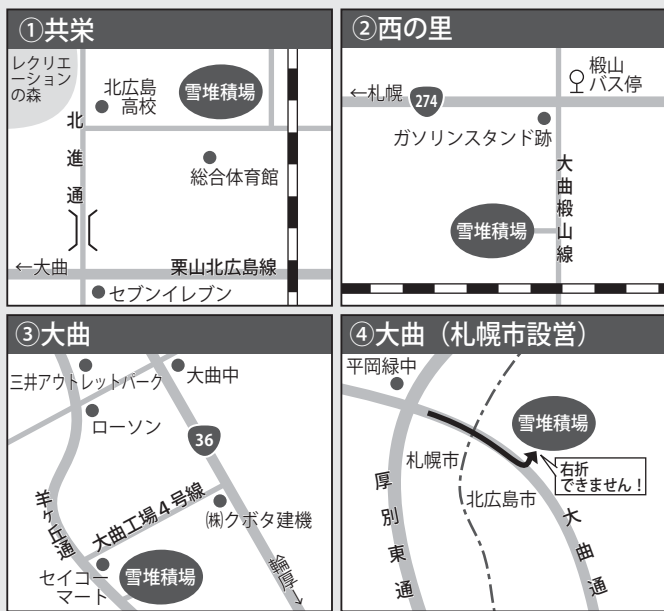 ①共栄
レクリエ
ーション
の森
北広島
高校
雪堆積場
北進通
総合体育館
←大曲
栗山北広島線
セブンイレブン
②西の里
椴山
バス停
←札幌
274
ガソリンスタンド跡
大曲椴山線
雪堆積場
③大曲
三井アウトレットパーク
大曲中
ローソン
36
羊ヶ丘通
大曲工場4号線
㈱クボタ建機
セイコー
マート
雪堆積場
輪厚→
④大曲（札幌市設営）
平岡緑中
雪堆積場
札幌市
右折
できません！
北広島市
厚別東通
大曲通